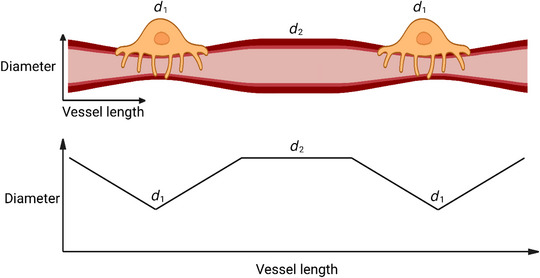 d₁
d₁
d₂
Diameter
Vessel length
d₂
Diameter
d₁
d₁
Vessel length